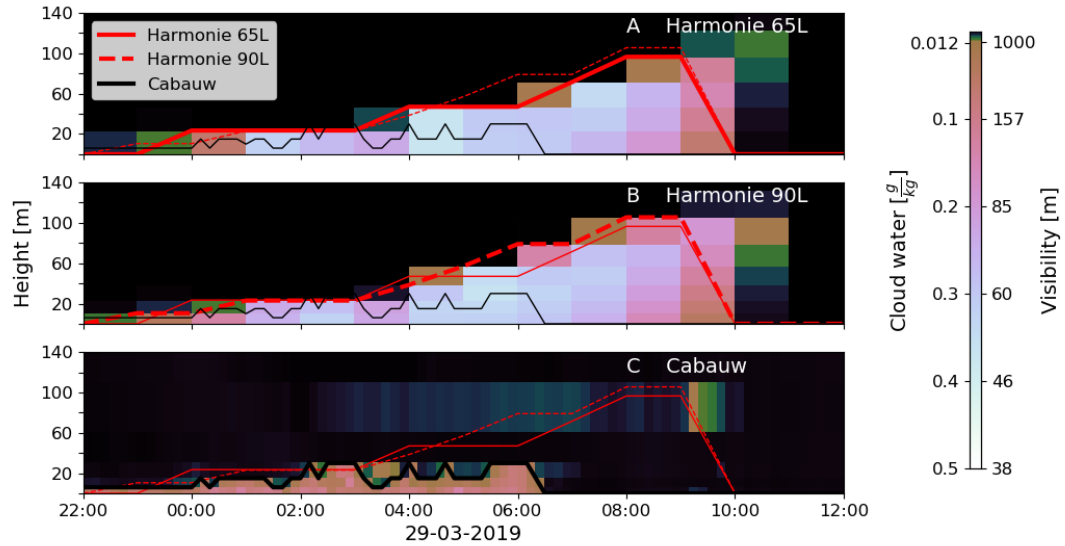 140
120
100
80
60
40
20
A Harmonie 65L
Harmonie 65L
Harmonie 90L
Cabauw
140
100
60
20
B Harmonie 90L
Height [m]
140
100
60
20
C Cabauw
22:00 00:00 02:00 04:00 06:00 08:00 10:00 12:00
29-03-2019
0.012
0.1
0.2
0.3
0.4
0.5
Cloud water [g/kg]
1000
157
85
60
46
38
Visibility [m]